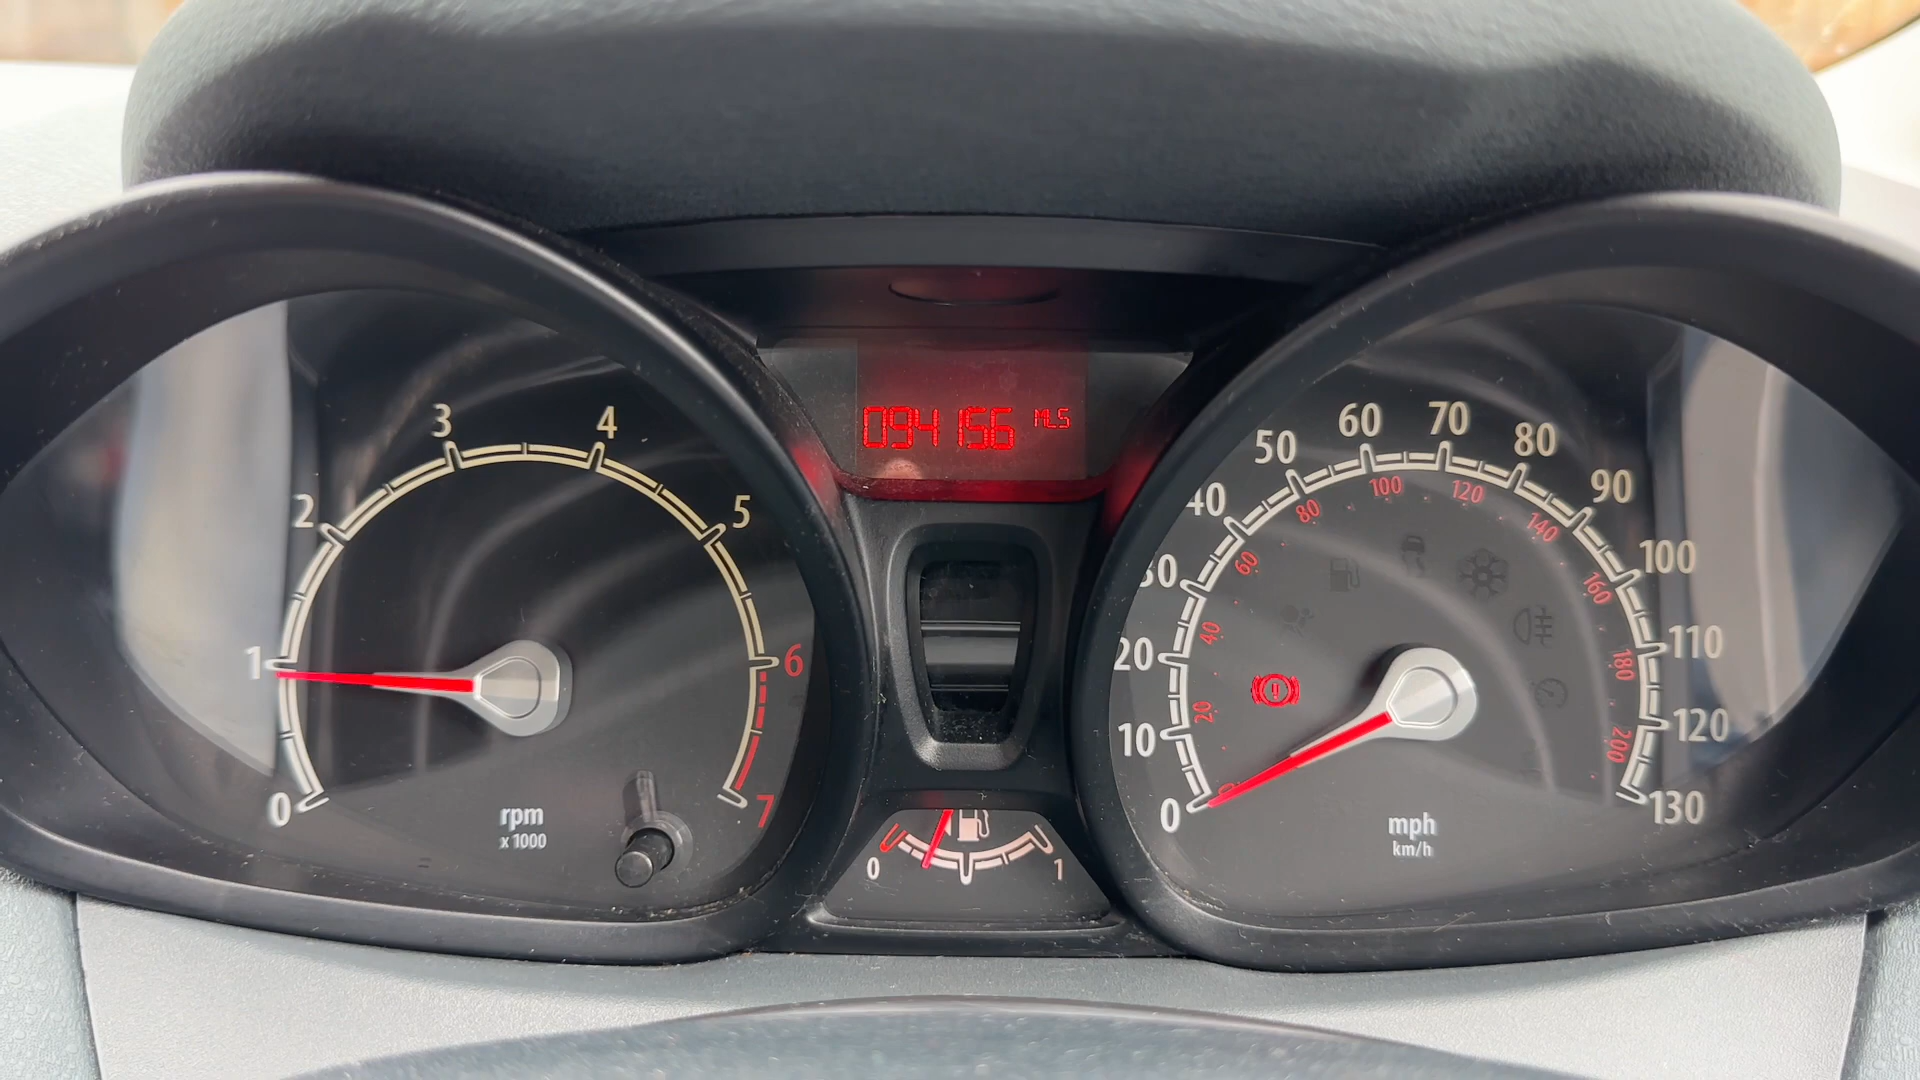 094156 MLS
0 1 2 3 4 5 6 7
rpm
x 1000
0 10 20 30 40 50 60 70 80 90 100 110 120 130
20 40 60 80 100 120 140 160 180 200
mph
km/h
0 1